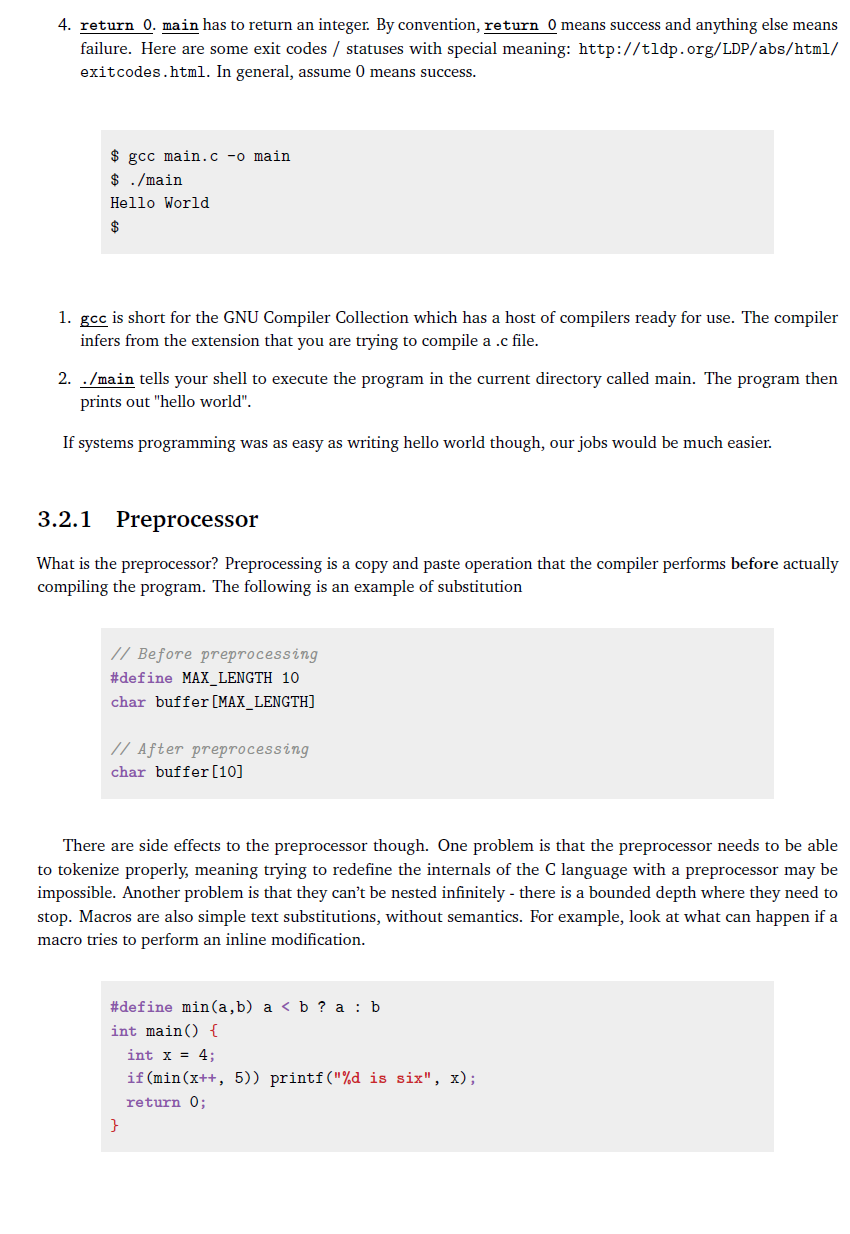 4. return 0. main has to return an integer. By convention, return 0 means success and anything else means
failure. Here are some exit codes / statuses with special meaning: http://tldp.org/LDP/abs/html/
exitcodes.html. In general, assume 0 means success.
$ gcc main.c -o main
$ ./main
Hello World
$
1. gcc is short for the GNU Compiler Collection which has a host of compilers ready for use. The compiler
infers from the extension that you are trying to compile a .c file.
2. ./main tells your shell to execute the program in the current directory called main. The program then
prints out "hello world".
If systems programming was as easy as writing hello world though, our jobs would be much easier.
3.2.1 Preprocessor
What is the preprocessor? Preprocessing is a copy and paste operation that the compiler performs before actually
compiling the program. The following is an example of substitution
// Before preprocessing
#define MAX_LENGTH 10
char buffer[MAX_LENGTH]
// After preprocessing
char buffer[10]
There are side effects to the preprocessor though. One problem is that the preprocessor needs to be able
to tokenize properly, meaning trying to redefine the internals of the C language with a preprocessor may be
impossible. Another problem is that they can't be nested infinitely - there is a bounded depth where they need to
stop. Macros are also simple text substitutions, without semantics. For example, look at what can happen if a
macro tries to perform an inline modification.
#define min(a,b) a < b ? a : b
int main() {
int x = 4;
if(min(x++, 5)) printf("%d is six", x);
return 0;
}